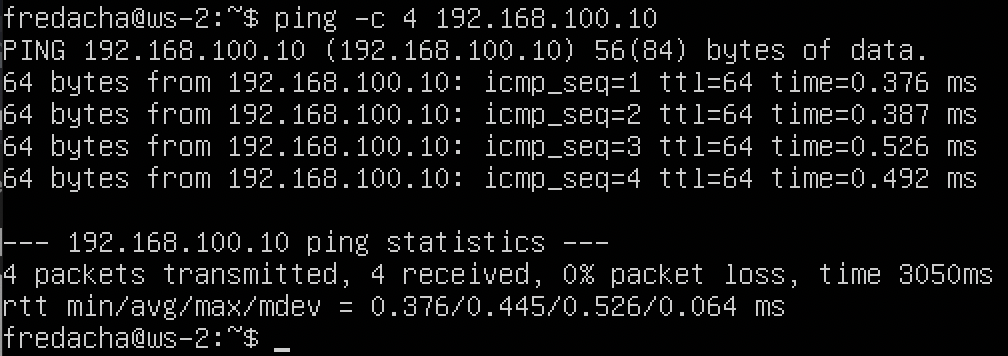 fredacha@ws-2:~$ ping -c 4 192.168.100.10
PING 192.168.100.10 (192.168.100.10) 56(84) bytes of data.
64 bytes from 192.168.100.10: icmp_seq=1 ttl=64 time=0.376 ms
64 bytes from 192.168.100.10: icmp_seq=2 ttl=64 time=0.387 ms
64 bytes from 192.168.100.10: icmp_seq=3 ttl=64 time=0.526 ms
64 bytes from 192.168.100.10: icmp_seq=4 ttl=64 time=0.492 ms

--- 192.168.100.10 ping statistics ---
4 packets transmitted, 4 received, 0% packet loss, time 3050ms
rtt min/avg/max/mdev = 0.376/0.445/0.526/0.064 ms
fredacha@ws-2:~$ _